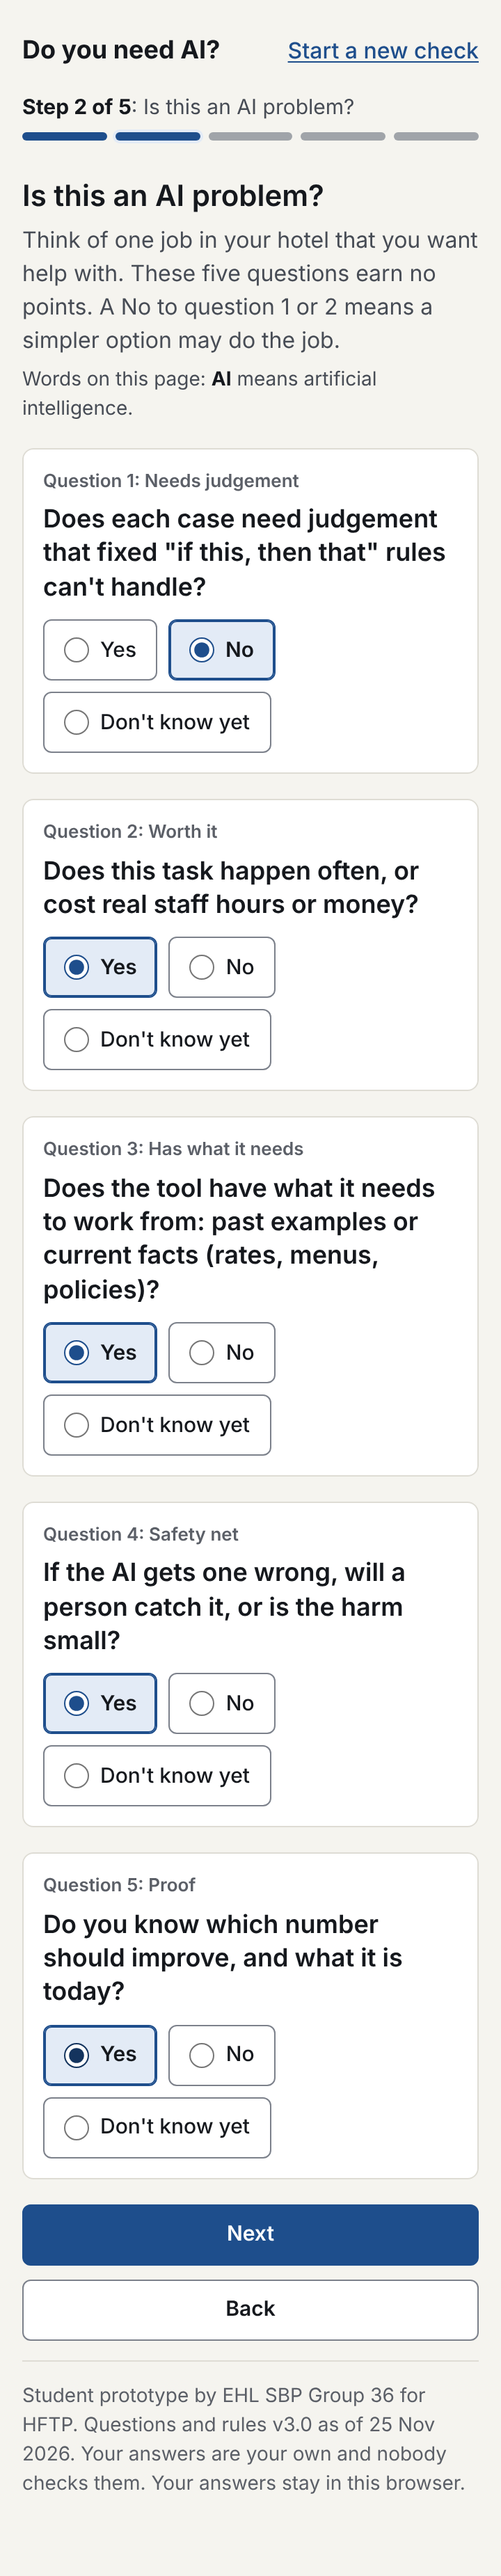 Do you need AI?
Start a new check
Step 2 of 5: Is this an AI problem?
Is this an AI problem?
Think of one job in your hotel that you want
help with. These five questions earn no
points. A No to question 1 or 2 means a
simpler option may do the job.
Words on this page: AI means artificial
intelligence.
Question 1: Needs judgement
Does each case need judgement
that fixed "if this, then that" rules
can't handle?
Yes
No
Don't know yet
Question 2: Worth it
Does this task happen often, or
cost real staff hours or money?
Yes
No
Don't know yet
Question 3: Has what it needs
Does the tool have what it needs
to work from: past examples or
current facts (rates, menus,
policies)?
Yes
No
Don't know yet
Question 4: Safety net
If the AI gets one wrong, will a
person catch it, or is the harm
small?
Yes
No
Don't know yet
Question 5: Proof
Do you know which number
should improve, and what it is
today?
Yes
No
Don't know yet
Next
Back
Student prototype by EHL SBP Group 36 for
HFTP. Questions and rules v3.0 as of 25 Nov
2026. Your answers are your own and nobody
checks them. Your answers stay in this browser.